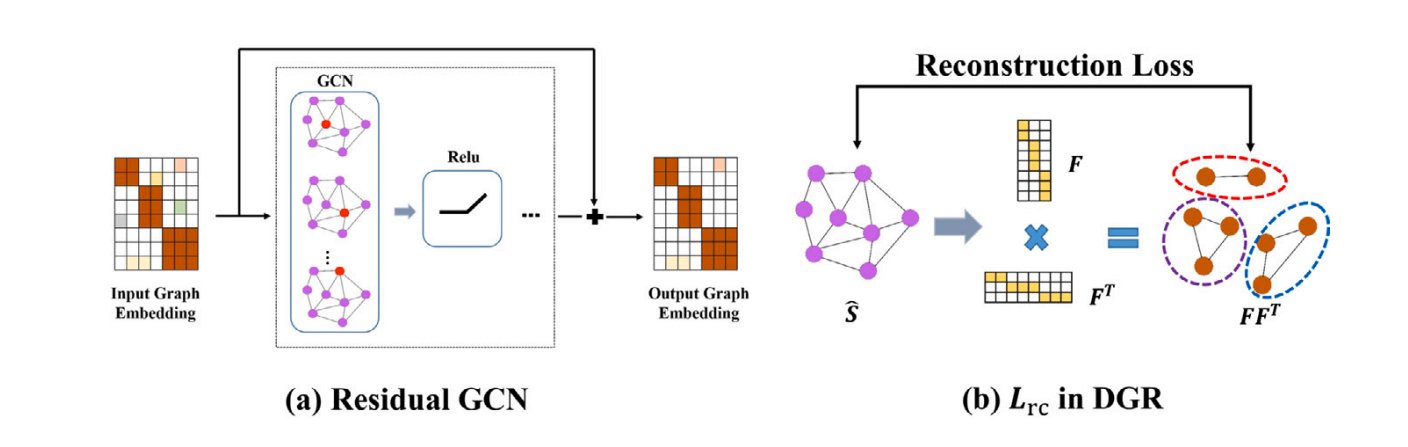 GCN
Relu
...
⋮
Input Graph
Embedding
Output Graph
Embedding
(a) Residual GCN
Reconstruction Loss
F
F^T
Ŝ
FF^T
(b) L_rc in DGR